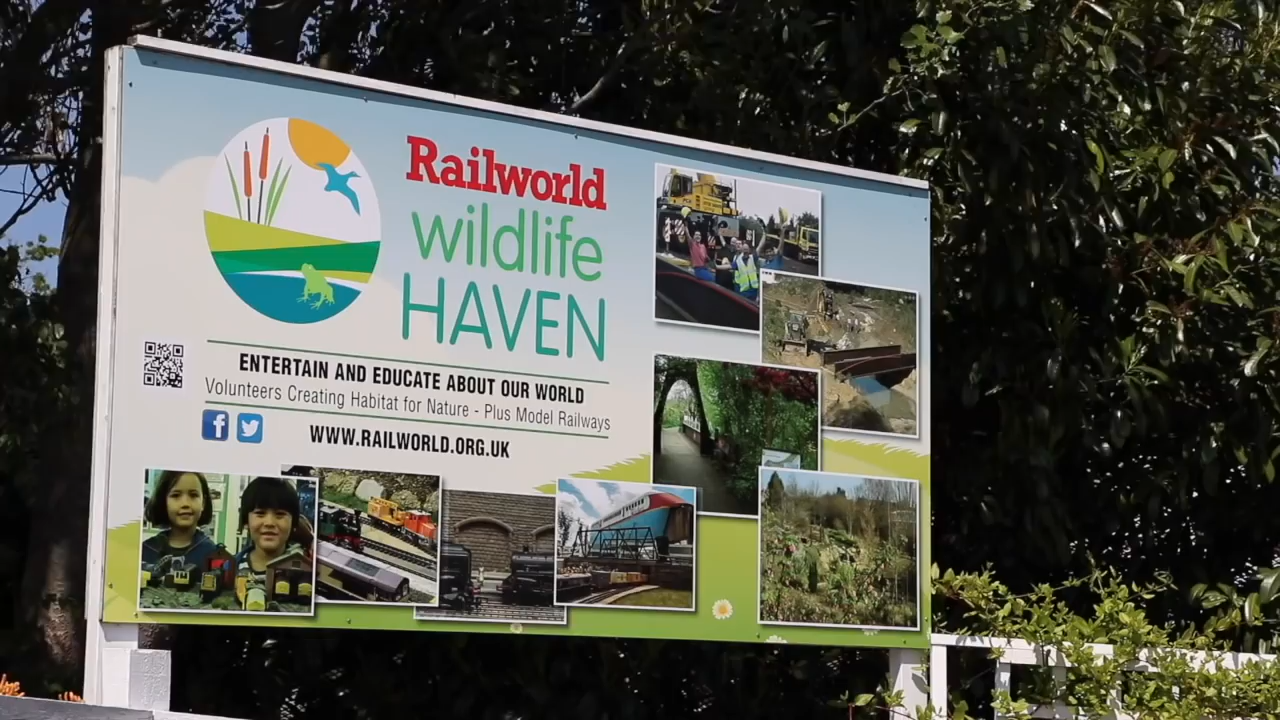 Railworld
wildlife
HAVEN
ENTERTAIN AND EDUCATE ABOUT OUR WORLD
Volunteers Creating Habitat for Nature - Plus Model Railways
WWW.RAILWORLD.ORG.UK